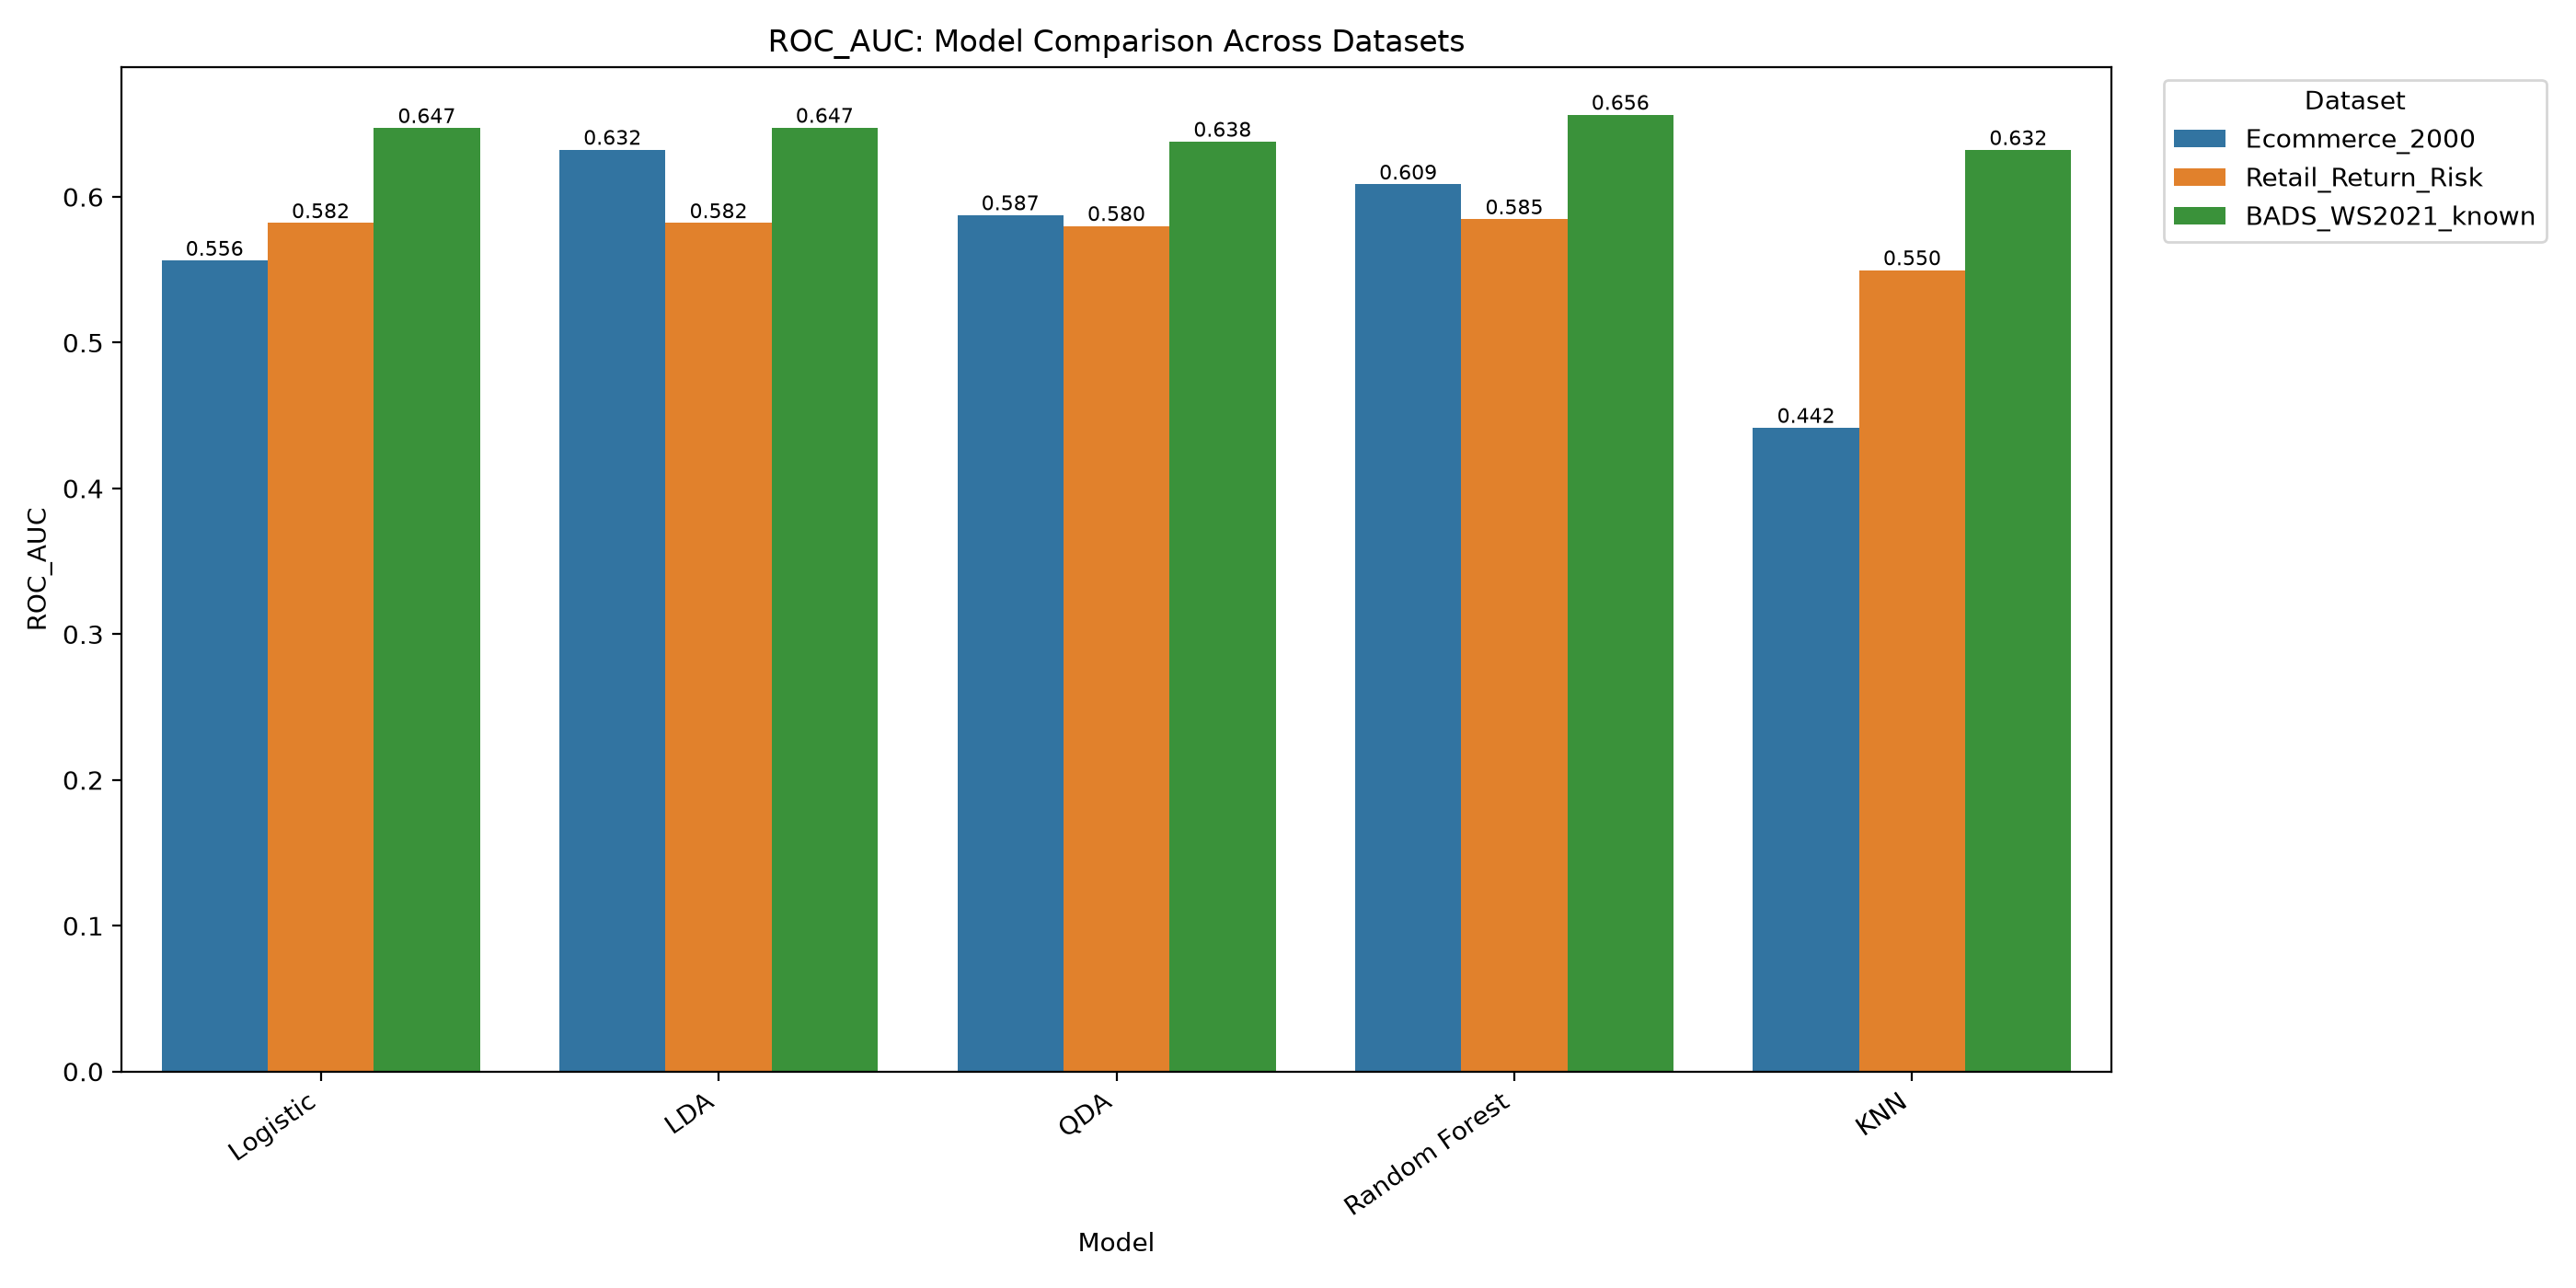 ROC_AUC: Model Comparison Across Datasets
Dataset
Ecommerce_2000
Retail_Return_Risk
BADS_WS2021_known
ROC_AUC
0.6
0.5
0.4
0.3
0.2
0.1
0.0
0.556
0.582
0.647
0.632
0.582
0.647
0.587
0.580
0.638
0.609
0.585
0.656
0.442
0.550
0.632
Logistic
LDA
QDA
Random Forest
KNN
Model